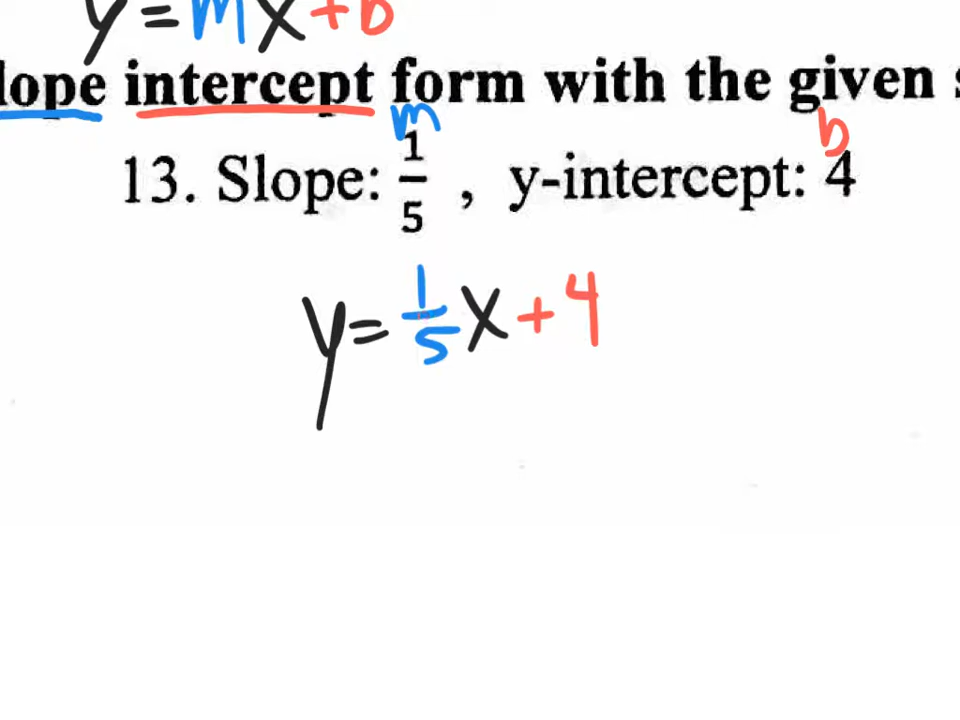 y=mx+b
lope intercept form with the given
m b
13. Slope: 1/5 , y-intercept: 4
y=1/5x+4